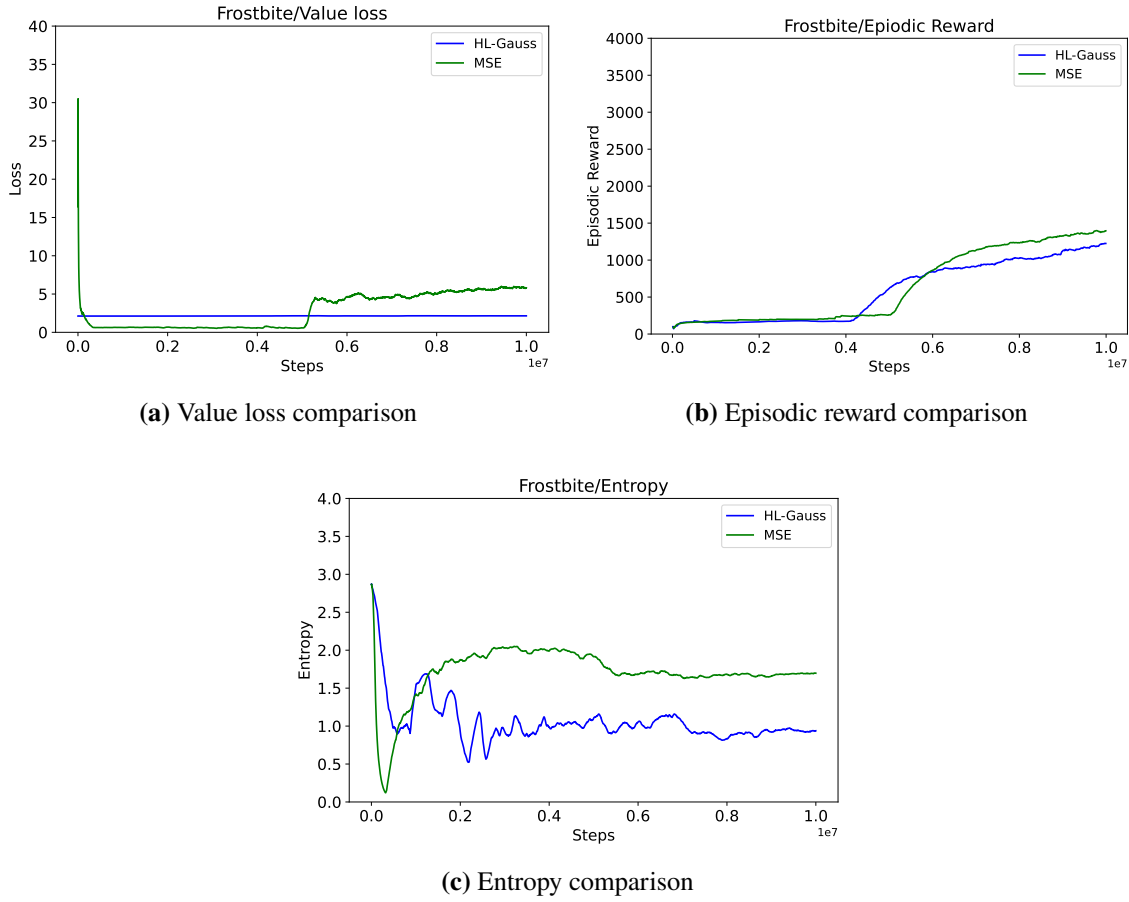 Frostbite/Value loss
40
35
30
25
20
15
10
5
0
Loss
HL-Gauss
MSE
0.0 0.2 0.4 0.6 0.8 1.0
1e7
Steps
(a) Value loss comparison
Frostbite/Epiodic Reward
4000
3500
3000
2500
2000
1500
1000
500
0
Episodic Reward
HL-Gauss
MSE
0.0 0.2 0.4 0.6 0.8 1.0
1e7
Steps
(b) Episodic reward comparison
Frostbite/Entropy
4.0
3.5
3.0
2.5
2.0
1.5
1.0
0.5
0.0
Entropy
HL-Gauss
MSE
0.0 0.2 0.4 0.6 0.8 1.0
1e7
Steps
(c) Entropy comparison